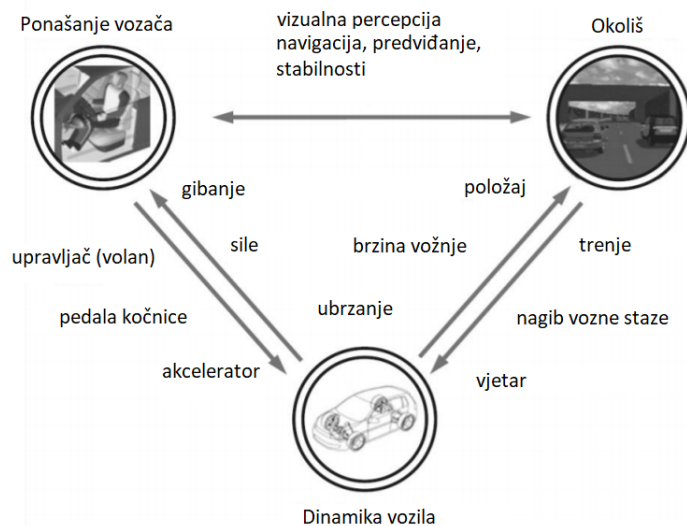 Ponašanje vozača
vizualna percepcija
navigacija, predviđanje,
stabilnosti
Okoliš
gibanje
položaj
upravljač (volan)
sile
brzina vožnje
trenje
pedala kočnice
ubrzanje
nagib vozne staze
akcelerator
vjetar
Dinamika vozila